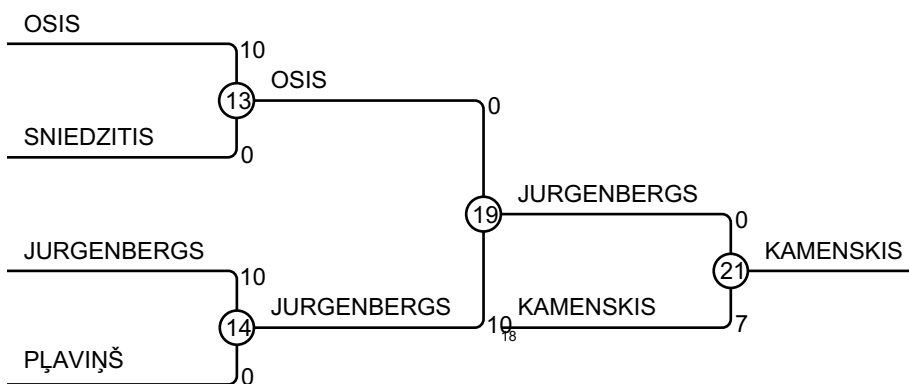 OSIS
10
13
OSIS
0
SNIEDZITIS
0
19
JURGENBERGS
0
JURGENBERGS
10
21
KAMENSKIS
14
JURGENBERGS
10
18
KAMENSKIS
7
PĻAVIŅŠ
0